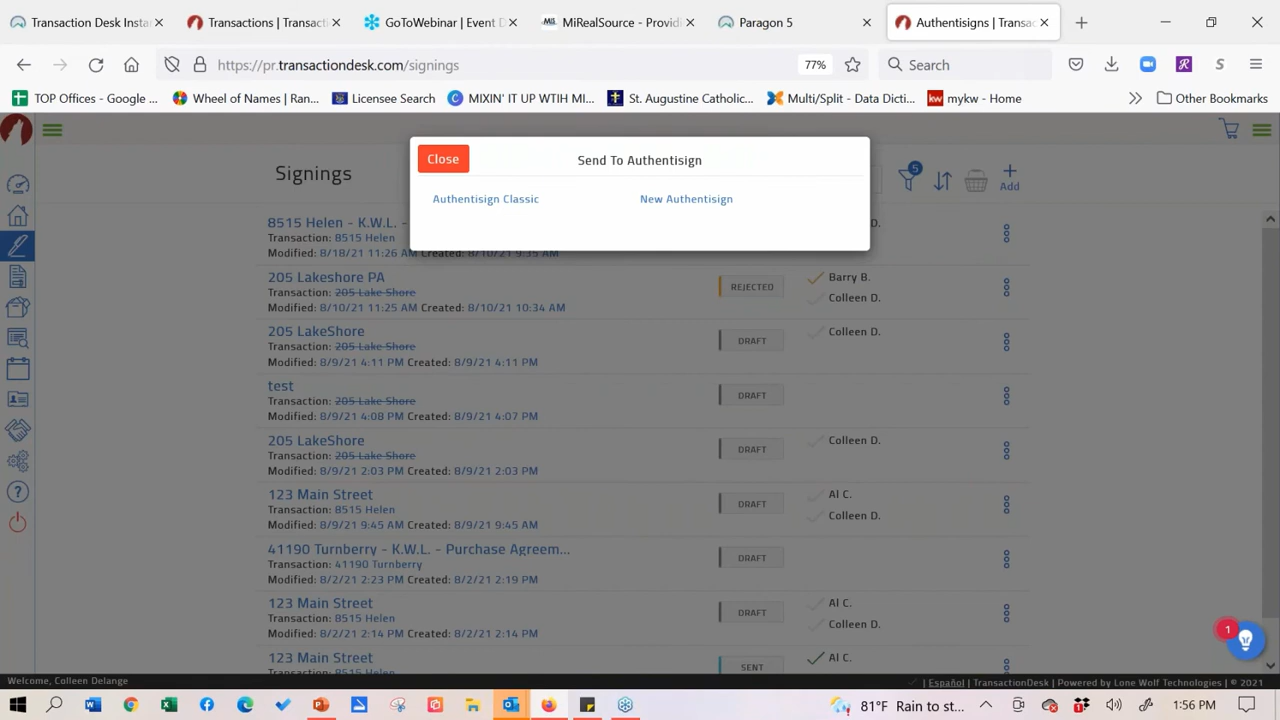 Transaction Desk Insta
Transactions | Transacti
GoToWebinar | Event D
MiRealSource - Providi
Paragon 5
Authentisigns | Transac
https://pr.transactiondesk.com/signings
77%
Search
TOP Offices - Google ...
Wheel of Names | Ran...
Licensee Search
MIXIN' IT UP WTIH MI...
St. Augustine Catholic...
Multi/Split - Data Dicti...
mykw - Home
Other Bookmarks
Close
Send To Authentisign
Authentisign Classic
New Authentisign
Signings
5
Add
8515 Helen - K.W.L. -
Transaction: 8515 Helen
Modified: 8/18/21 11:26 AM Created: 8/10/21 9:35 AM
D.
205 Lakeshore PA
Transaction: 205 Lake Shore
Modified: 8/10/21 11:25 AM Created: 8/10/21 10:34 AM
REJECTED
Barry B.
Colleen D.
205 LakeShore
Transaction: 205 Lake Shore
Modified: 8/9/21 4:11 PM Created: 8/9/21 4:11 PM
DRAFT
Colleen D.
test
Transaction: 205 Lake Shore
Modified: 8/9/21 4:08 PM Created: 8/9/21 4:07 PM
DRAFT
205 LakeShore
Transaction: 205 Lake Shore
Modified: 8/9/21 2:03 PM Created: 8/9/21 2:03 PM
DRAFT
Colleen D.
123 Main Street
Transaction: 8515 Helen
Modified: 8/9/21 9:45 AM Created: 8/9/21 9:45 AM
DRAFT
Al C.
Colleen D.
41190 Turnberry - K.W.L. - Purchase Agreem...
Transaction: 41190 Turnberry
Modified: 8/2/21 2:23 PM Created: 8/2/21 2:19 PM
DRAFT
123 Main Street
Transaction: 8515 Helen
Modified: 8/2/21 2:14 PM Created: 8/2/21 2:14 PM
DRAFT
Al C.
Colleen D.
123 Main Street
Transaction: 8515 Helen
SENT
Al C.
1
Welcome, Colleen Delange
| Español | TransactionDesk | Powered by Lone Wolf Technologies | © 2021
81°F Rain to st...
1:56 PM